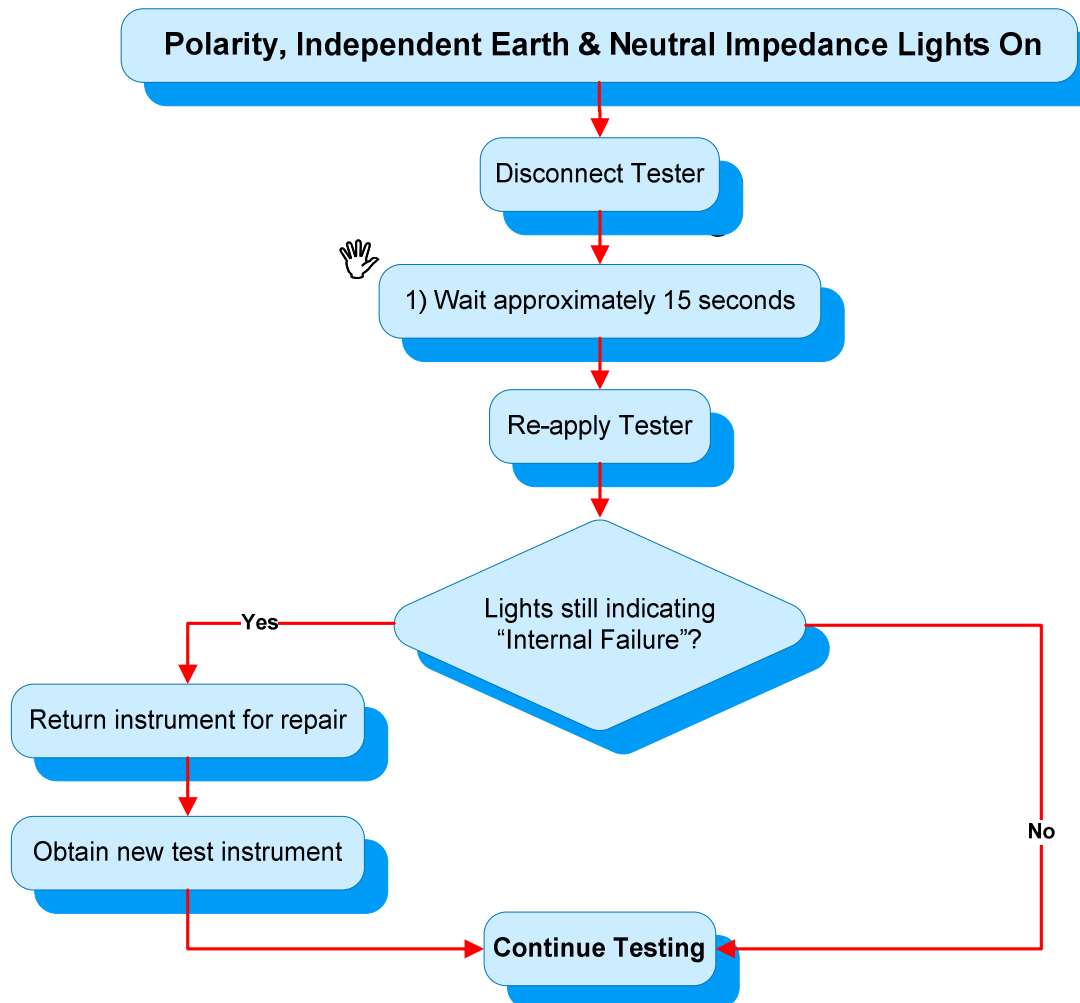 Polarity, Independent Earth & Neutral Impedance Lights On
Disconnect Tester
1) Wait approximately 15 seconds
Re-apply Tester
Lights still indicating
“Internal Failure”?
Yes
Return instrument for repair
Obtain new test instrument
No
Continue Testing